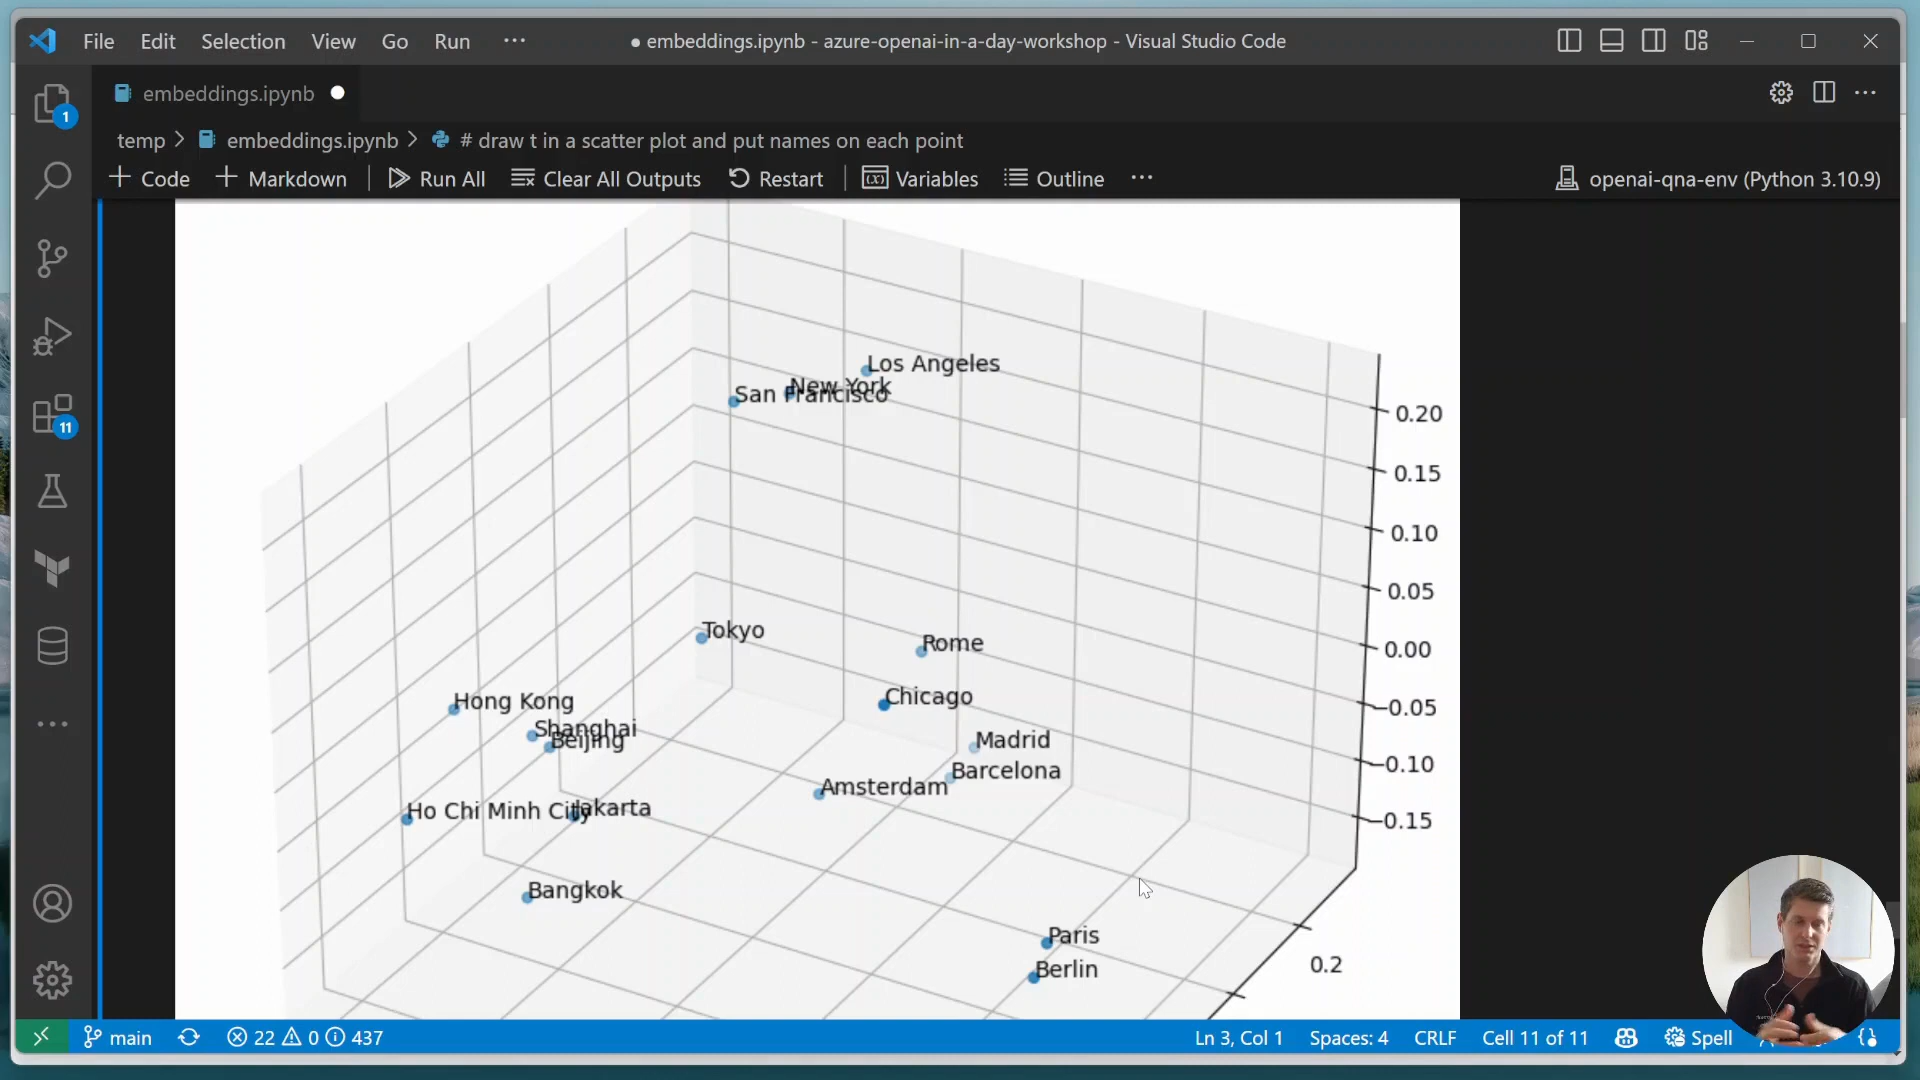 File Edit Selection View Go Run ···
● embeddings.ipynb - azure-openai-in-a-day-workshop - Visual Studio Code
embeddings.ipynb
temp > embeddings.ipynb > # draw t in a scatter plot and put names on each point
+ Code + Markdown Run All Clear All Outputs Restart Variables Outline ···
openai-qna-env (Python 3.10.9)
1
11
Los Angeles
New York
San Francisco
0.20
0.15
0.10
0.05
Tokyo
Rome
0.00
Chicago
Hong Kong
-0.05
Shanghai
Beijing
Madrid
-0.10
Barcelona
Amsterdam
Ho Chi Minh City
Jakarta
-0.15
Bangkok
Paris
0.2
Berlin
main 22 0 437
Ln 3, Col 1 Spaces: 4 CRLF Cell 11 of 11 Spell